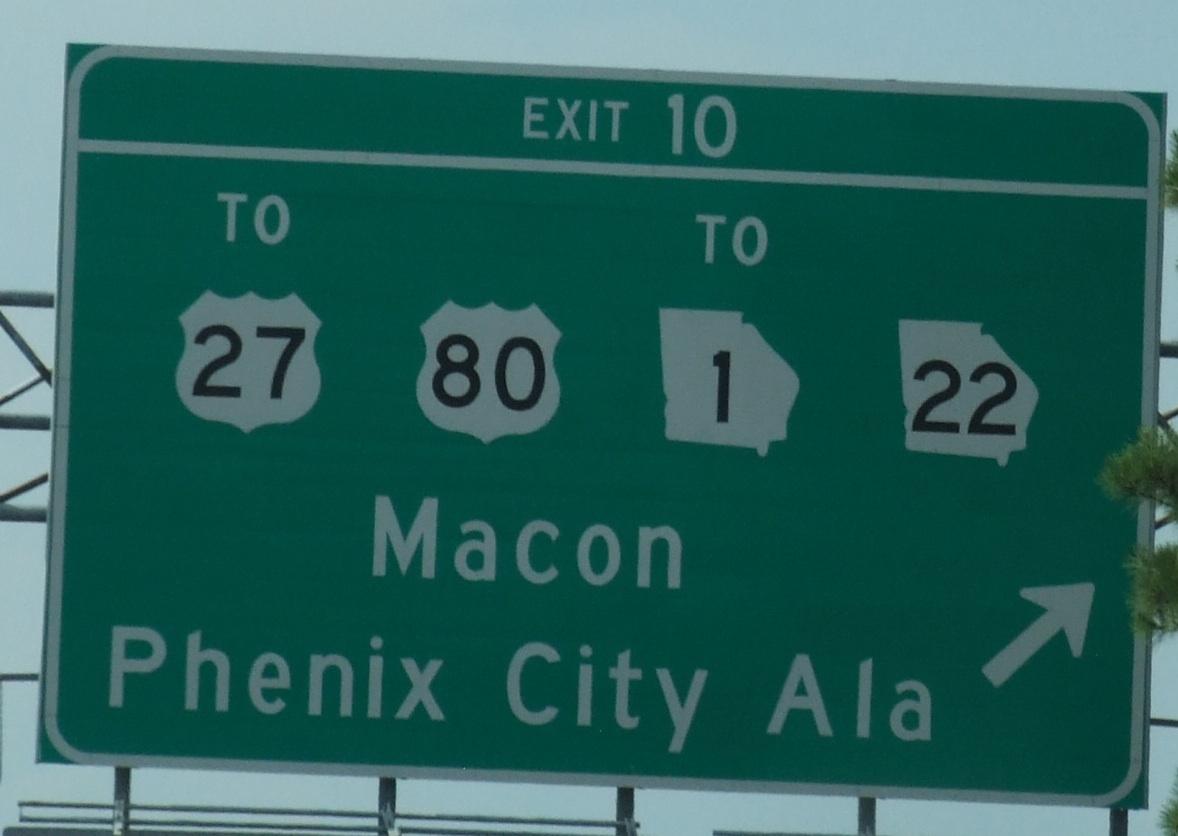 EXIT 10
TO TO
27 80 1 22
Macon
Phenix City Ala